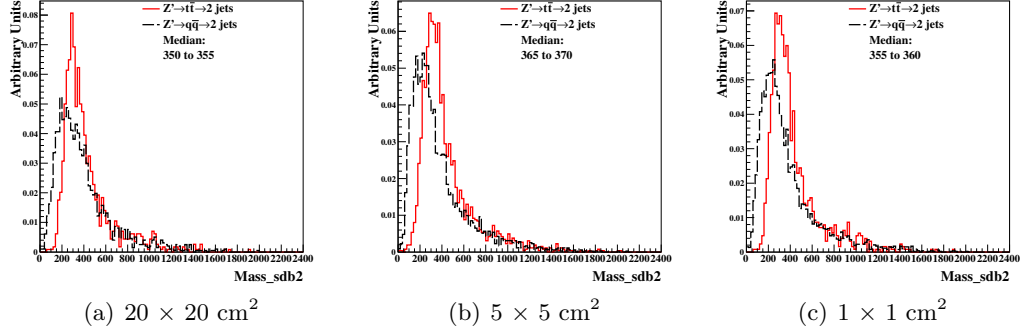 Arbitrary Units
0.08
0.07
0.06
0.05
0.04
0.03
0.02
0.01
0
Z'→tt̄→2 jets
Z'→qq̄→2 jets
Median:
350 to 355
0 200 400 600 800 1000 1200 1400 1600 1800 2000 2200 2400
Mass_sdb2
(a) 20 × 20 cm²
Arbitrary Units
0.06
0.05
0.04
0.03
0.02
0.01
0
Z'→tt̄→2 jets
Z'→qq̄→2 jets
Median:
365 to 370
0 200 400 600 800 1000 1200 1400 1600 1800 2000 2200 2400
Mass_sdb2
(b) 5 × 5 cm²
Arbitrary Units
0.07
0.06
0.05
0.04
0.03
0.02
0.01
0
Z'→tt̄→2 jets
Z'→qq̄→2 jets
Median:
355 to 360
0 200 400 600 800 1000 1200 1400 1600 1800 2000 2200 2400
Mass_sdb2
(c) 1 × 1 cm²